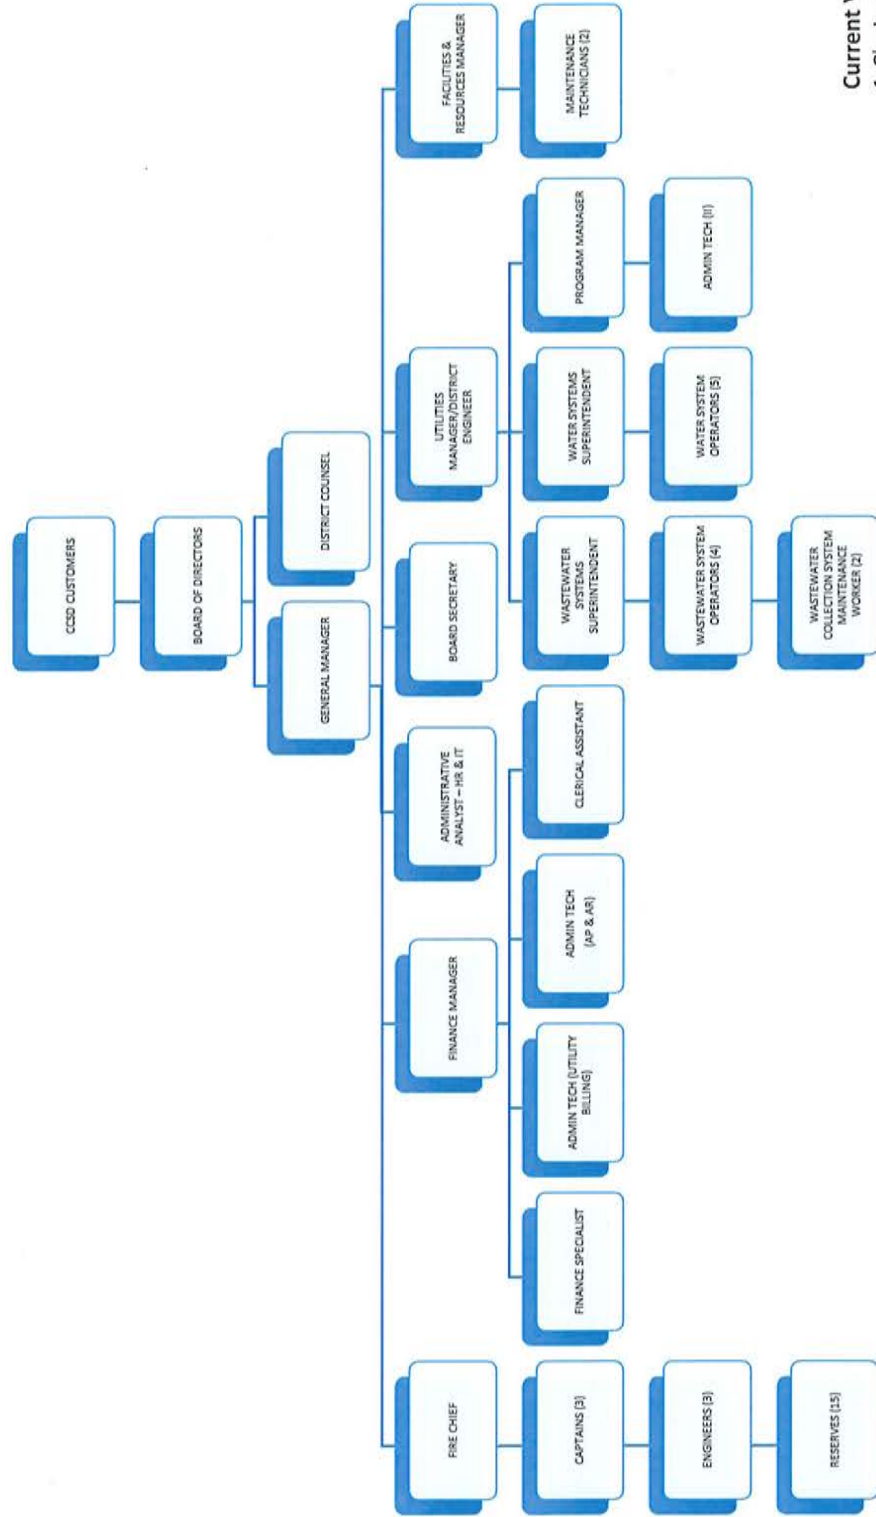 CCSD CUSTOMERS
BOARD OF DIRECTORS
GENERAL MANAGER
DISTRICT COUNSEL
FIRE CHIEF
FINANCE MANAGER
ADMINISTRATIVE
ANALYST – HR & IT
BOARD SECRETARY
UTILITIES
MANAGER/DISTRICT
ENGINEER
FACILITIES &
RESOURCES MANAGER
CAPTAINS (3)
FINANCE SPECIALIST
ADMIN TECH (UTILITY
BILLING)
ADMIN TECH
(AP & AR)
CLERICAL ASSISTANT
WASTEWATER
SYSTEMS
SUPERINTENDENT
WATER SYSTEMS
SUPERINTENDENT
PROGRAM MANAGER
MAINTENANCE
TECHNICIANS (2)
ENGINEERS (3)
WASTEWATER SYSTEM
OPERATORS (4)
WATER SYSTEM
OPERATORS (5)
ADMIN TECH (II)
RESERVES (15)
WASTEWATER
COLLECTION SYSTEM
MAINTENANCE
WORKER (2)
Current